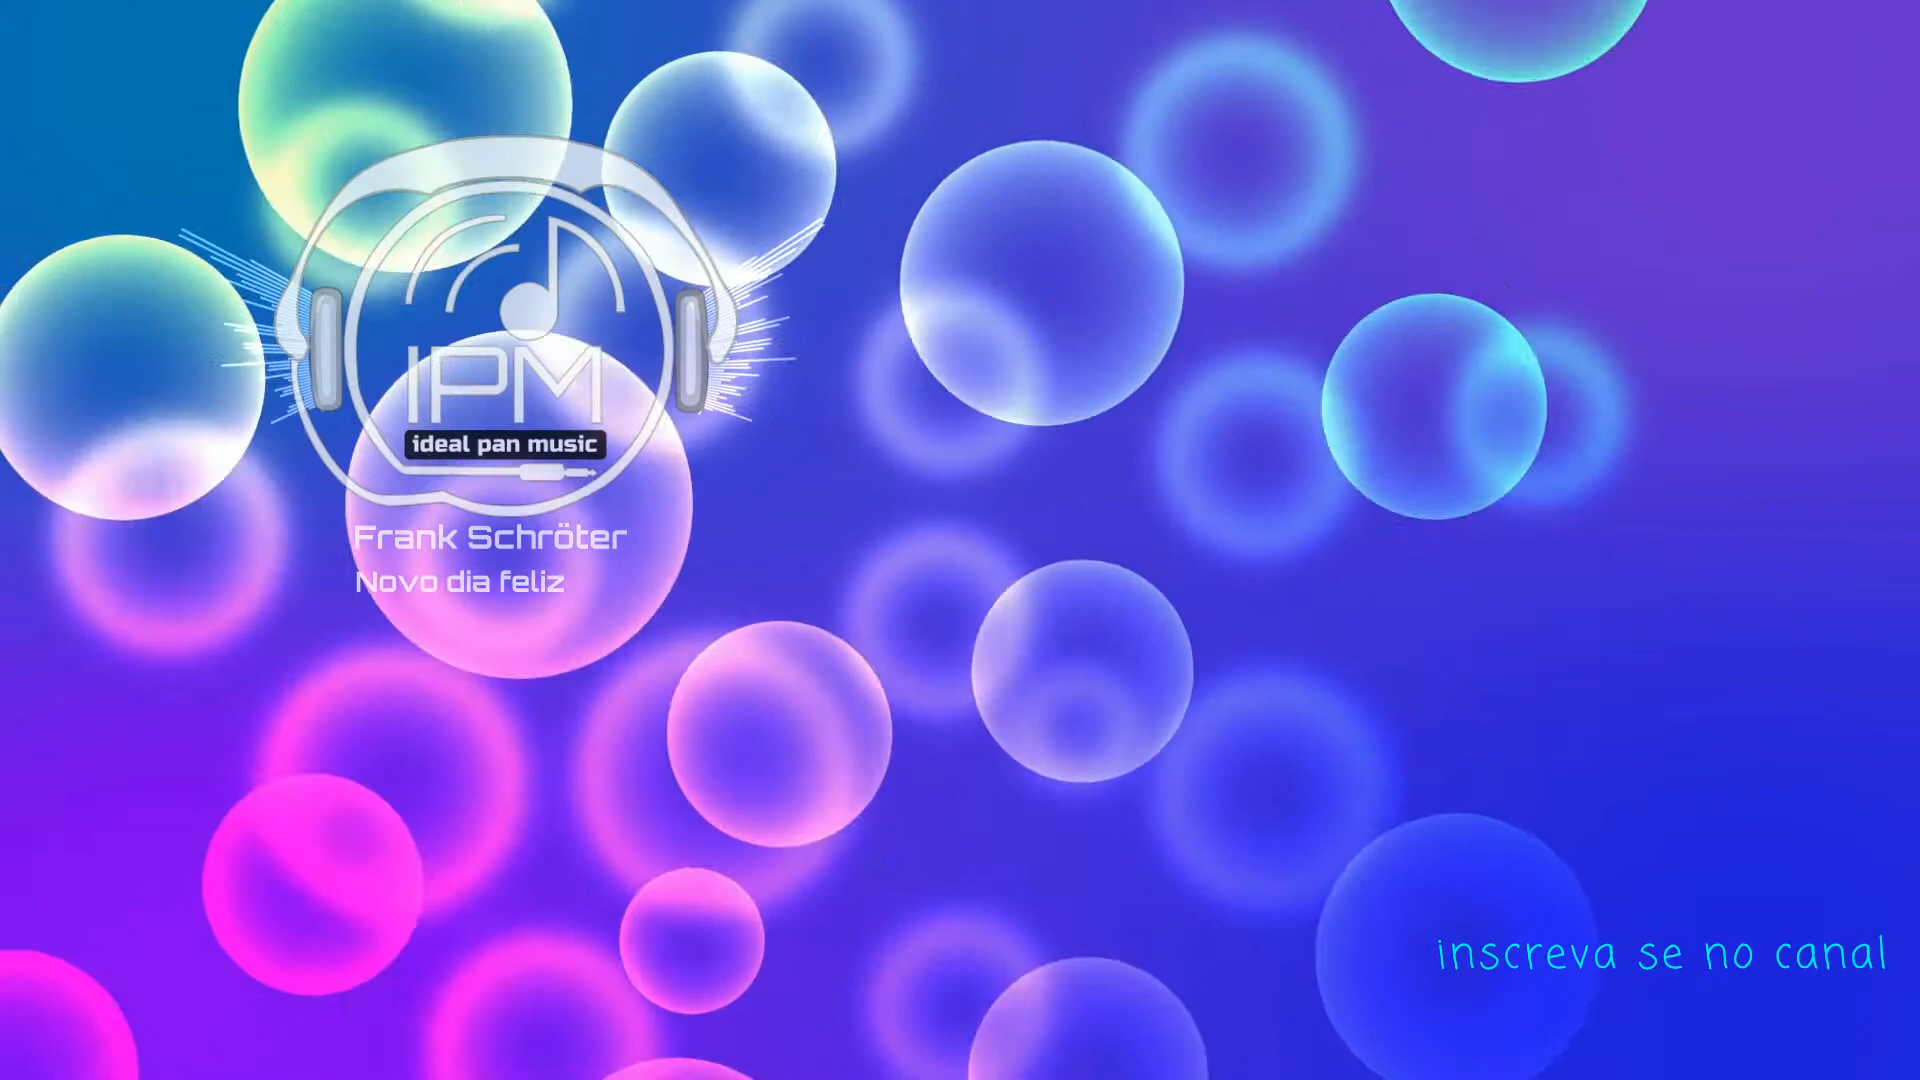 IPM
ideal pan music
Frank Schröter
Novo dia feliz
inscreva se no canal